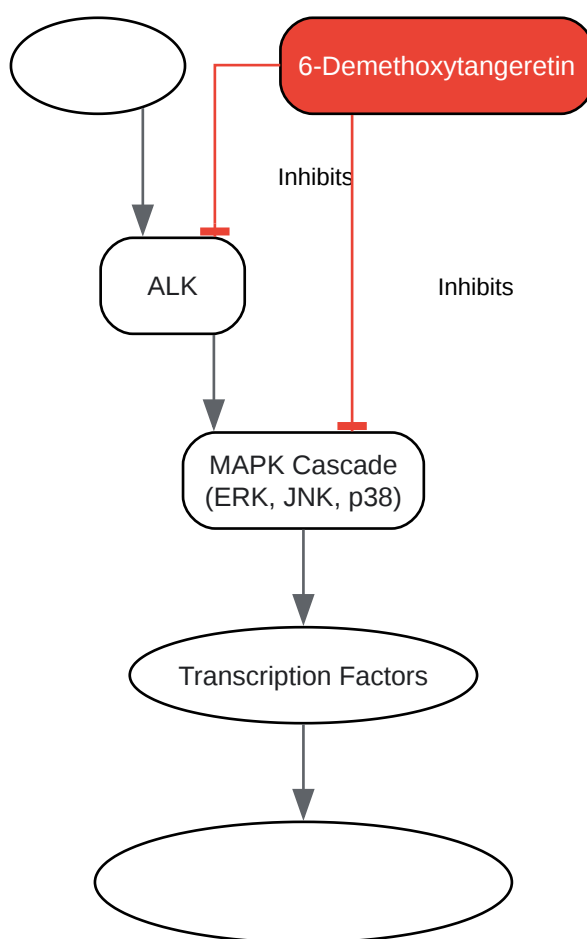 6-Demethoxytangeretin
Inhibits
ALK
Inhibits
MAPK Cascade
(ERK, JNK, p38)
Transcription Factors